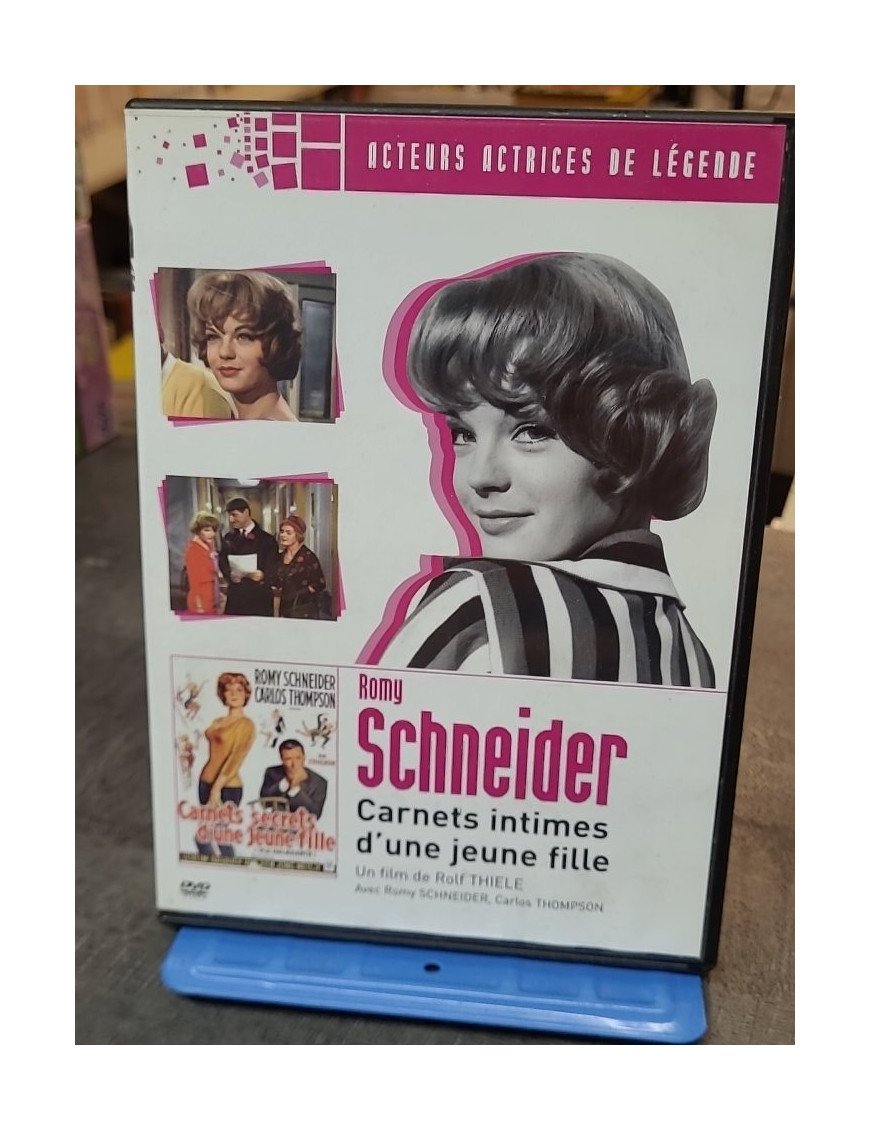 ACTEURS ACTRICES DE LÉGENDE
ROMY SCHNEIDER
CARLOS THOMPSON
Carnets secrets
d'une Jeune fille
Romy
Schneider
Carnets intimes
d'une jeune fille
Un film de Rolf THIELE
Avec Romy SCHNEIDER, Carlos THOMPSON
DVD